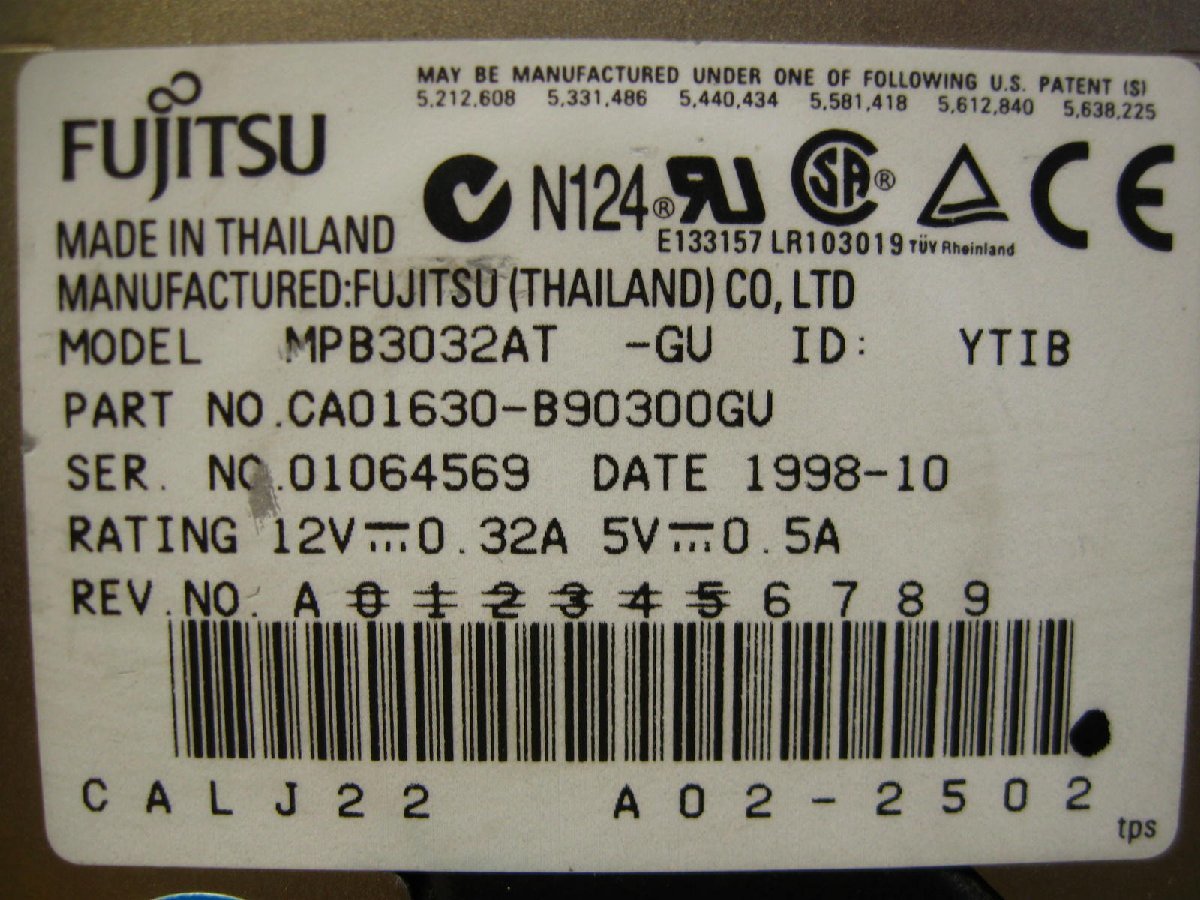 FUJITSU
MAY BE MANUFACTURED UNDER ONE OF FOLLOWING U.S. PATENT (S)
5,212,608 5,331,486 5,440,434 5,581,418 5,612,840 5,638,225
N124 ® ®
E133157 LR103019 TÜV Rheinland
MADE IN THAILAND
MANUFACTURED:FUJITSU (THAILAND) CO, LTD
MODEL MPB3032AT -GU ID: YTIB
PART NO.CA01630-B90300GU
SER. NO.01064569 DATE 1998-10
RATING 12V⎓0.32A 5V⎓0.5A
REV.NO. A 0 1 2 3 4 5 6 7 8 9
CALJ22 A02-2502
tps